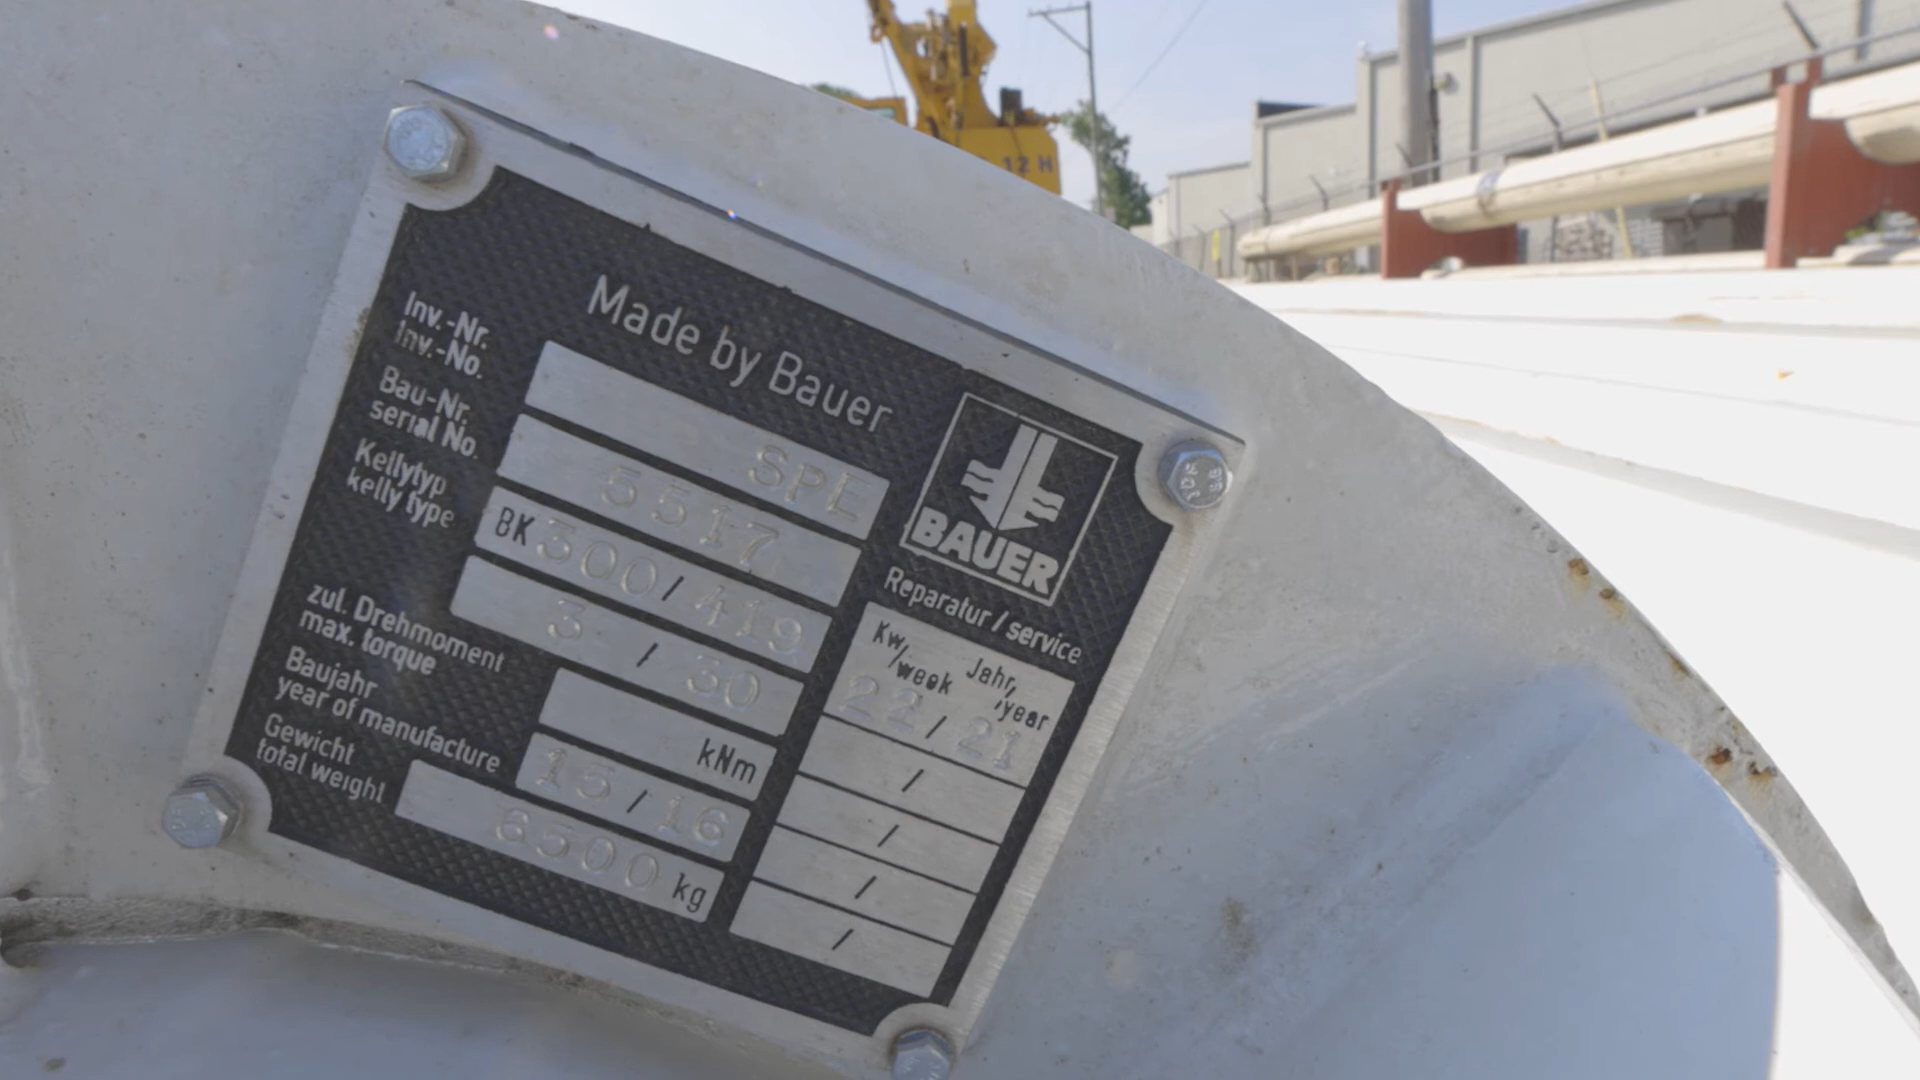 12 H
Made by Bauer
Inv.-Nr.
Inv.-No.
SPE
Bau-Nr.
serial No.
5517
Kellytyp
kelly type
BK 300/419
3 / 30
zul. Drehmoment
max. torque
kNm
Baujahr
year of manufacture
15/16
Gewicht
total weight
6500 kg
BAUER
Reparatur / service
Kw/week Jahr/year
22/21
/
/
/
/